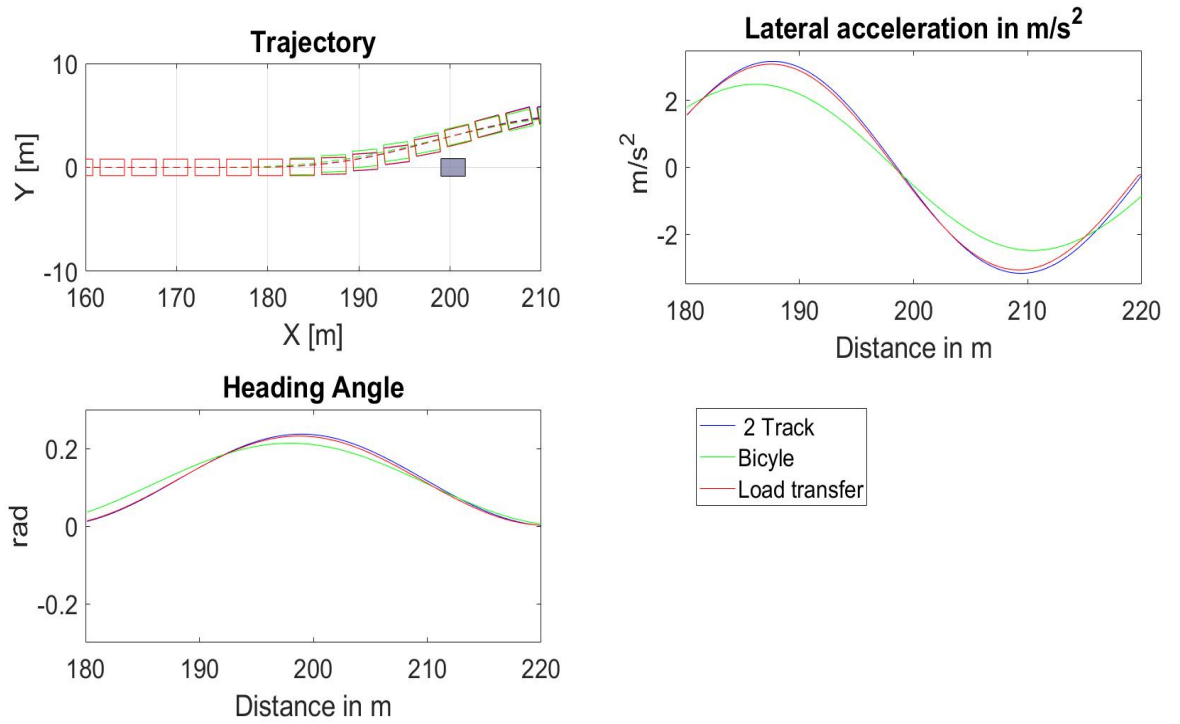 Trajectory
10
0
-10
Y [m]
160 170 180 190 200 210
X [m]
Lateral acceleration in m/s2
2
0
-2
m/s2
180 190 200 210 220
Distance in m
Heading Angle
0.2
0
-0.2
rad
180 190 200 210 220
Distance in m
2 Track
Bicyle
Load transfer